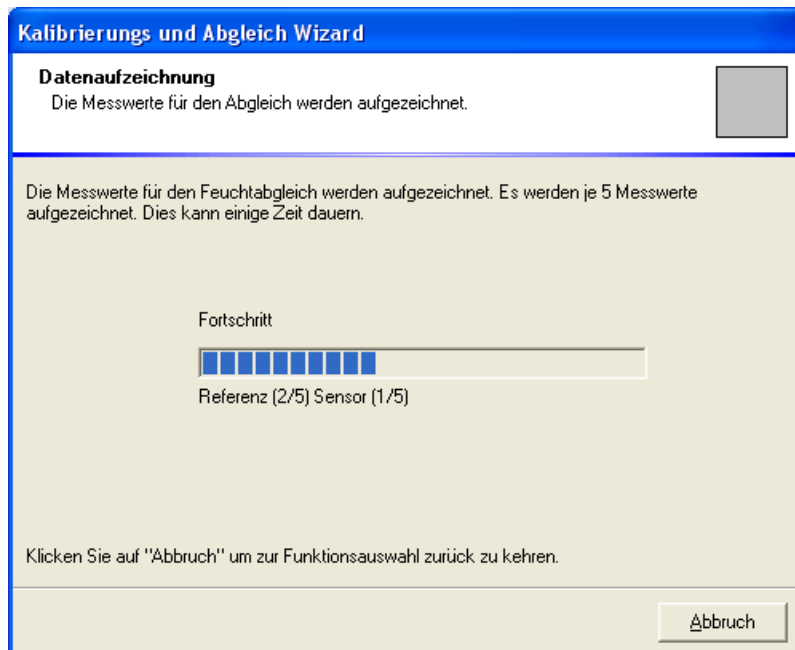 Kalibrierungs und Abgleich Wizard
Datenaufzeichnung
Die Messwerte für den Abgleich werden aufgezeichnet.
Die Messwerte für den Feuchtabgleich werden aufgezeichnet. Es werden je 5 Messwerte
aufgezeichnet. Dies kann einige Zeit dauern.
Fortschritt
Referenz (2/5) Sensor (1/5)
Klicken Sie auf "Abbruch" um zur Funktionsauswahl zurück zu kehren.
Abbruch